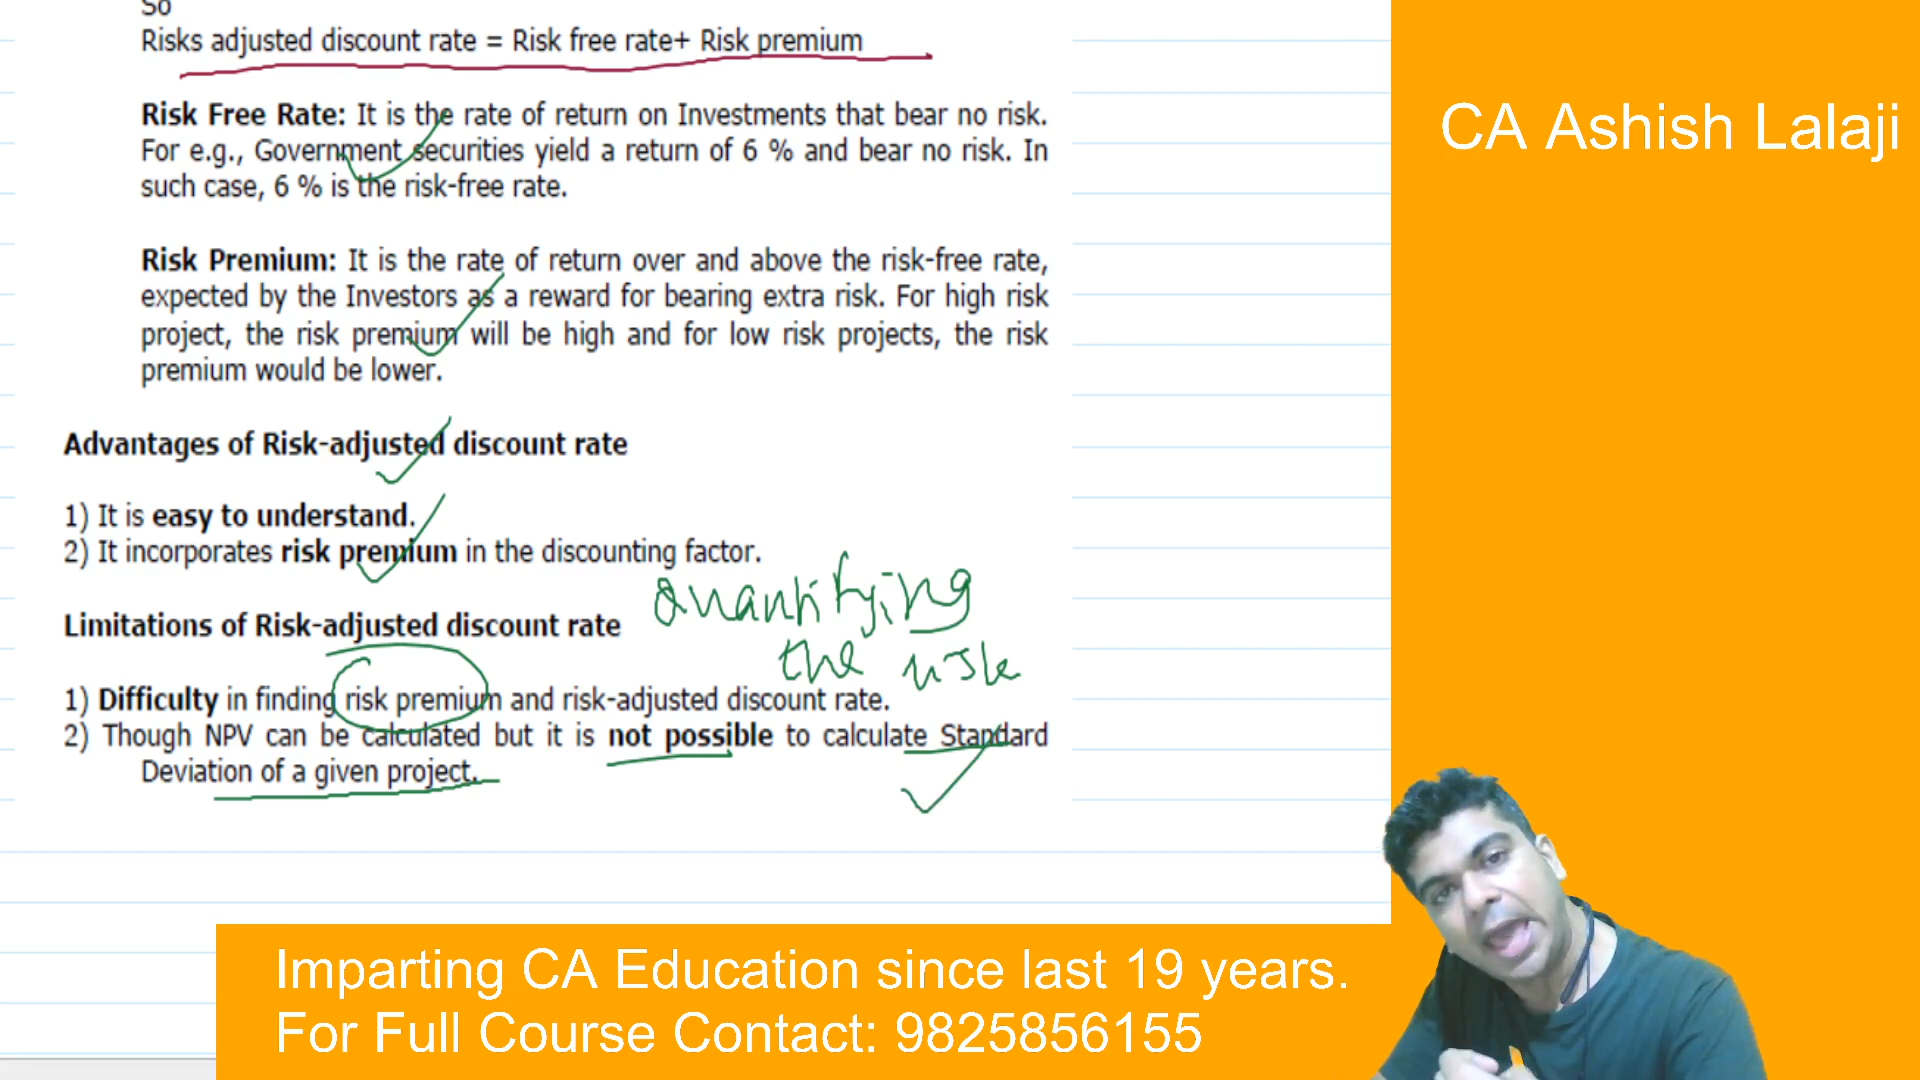 So
Risks adjusted discount rate = Risk free rate+ Risk premium
Risk Free Rate: It is the rate of return on Investments that bear no risk.
For e.g., Government securities yield a return of 6 % and bear no risk. In
such case, 6 % is the risk-free rate.
Risk Premium: It is the rate of return over and above the risk-free rate,
expected by the Investors as a reward for bearing extra risk. For high risk
project, the risk premium will be high and for low risk projects, the risk
premium would be lower.
Advantages of Risk-adjusted discount rate
1) It is easy to understand.
2) It incorporates risk premium in the discounting factor.
Limitations of Risk-adjusted discount rate
quantifying
the risk
1) Difficulty in finding risk premium and risk-adjusted discount rate.
2) Though NPV can be calculated but it is not possible to calculate Standard
Deviation of a given project.
CA Ashish Lalaji
Imparting CA Education since last 19 years.
For Full Course Contact: 9825856155